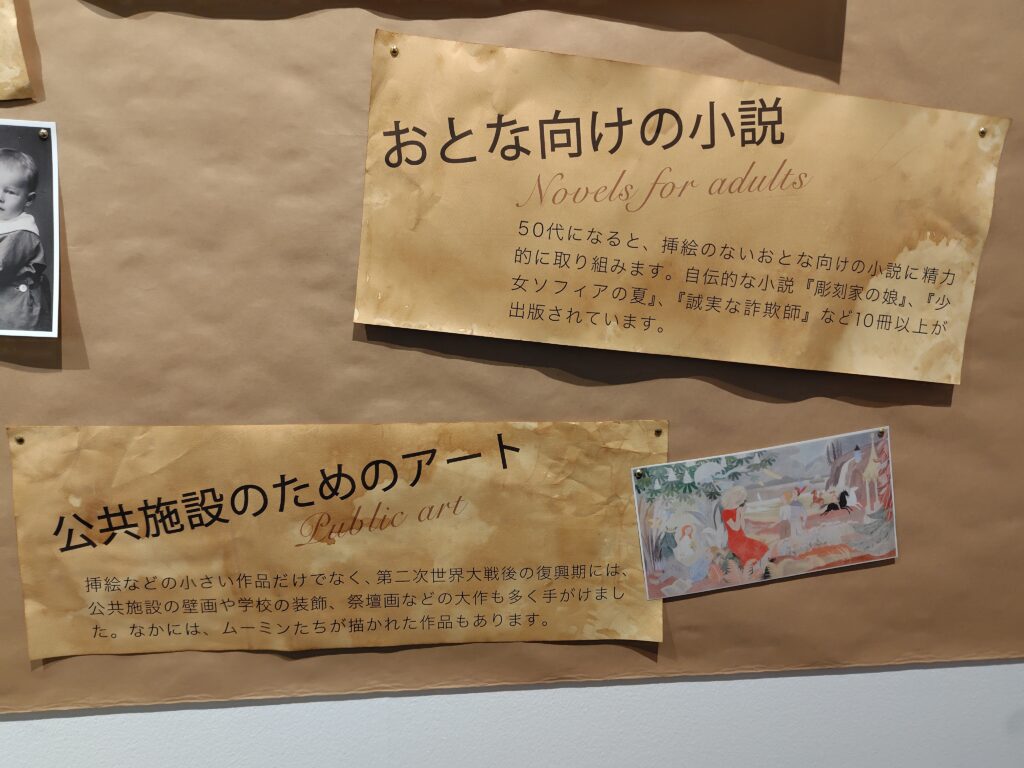 おとな向けの小説
Novels for adults
50代になると、挿絵のないおとな向けの小説に精力
的に取り組みます。自伝的な小説『彫刻家の娘』、『少
女ソフィアの夏』、『誠実な詐欺師』など10冊以上が
出版されています。
公共施設のためのアート
Public art
挿絵などの小さい作品だけでなく、第二次世界大戦後の復興期には、
公共施設の壁画や学校の装飾、祭壇画などの大作も多く手がけまし
た。なかには、ムーミンたちが描かれた作品もあります。